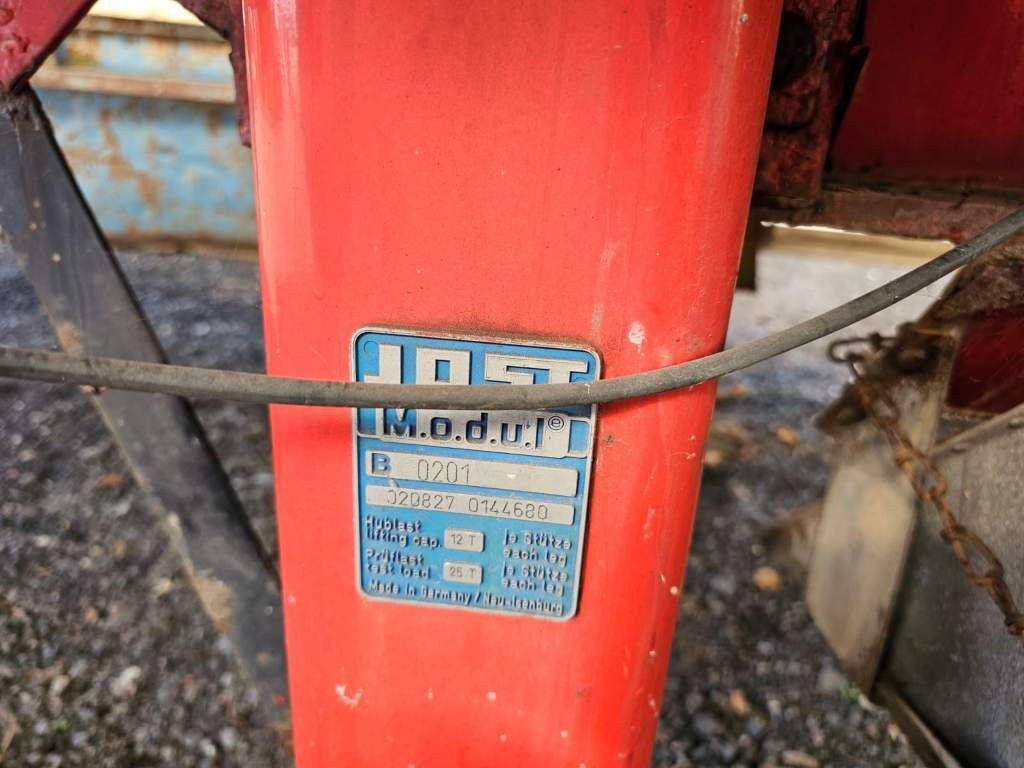 JOST
M.o.d.u.l e
B 0201
020827 0144680
Hublast
lifting cap. 12 T je Stütze
each leg
Prüflast
test load 25 T je Stütze
each leg
Made in Germany / Neu-Isenburg